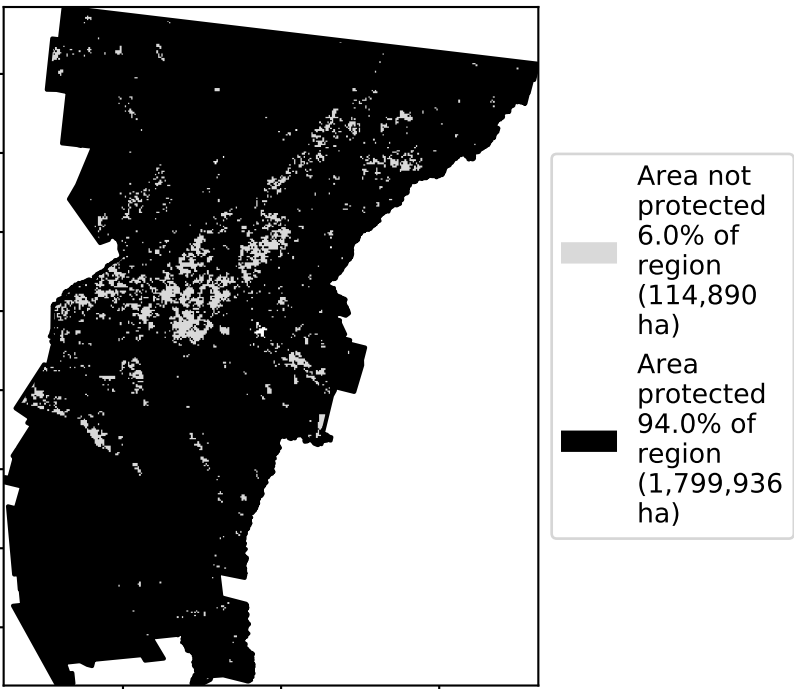 Area not
protected
6.0% of
region
(114,890
ha)
Area
protected
94.0% of
region
(1,799,936
ha)